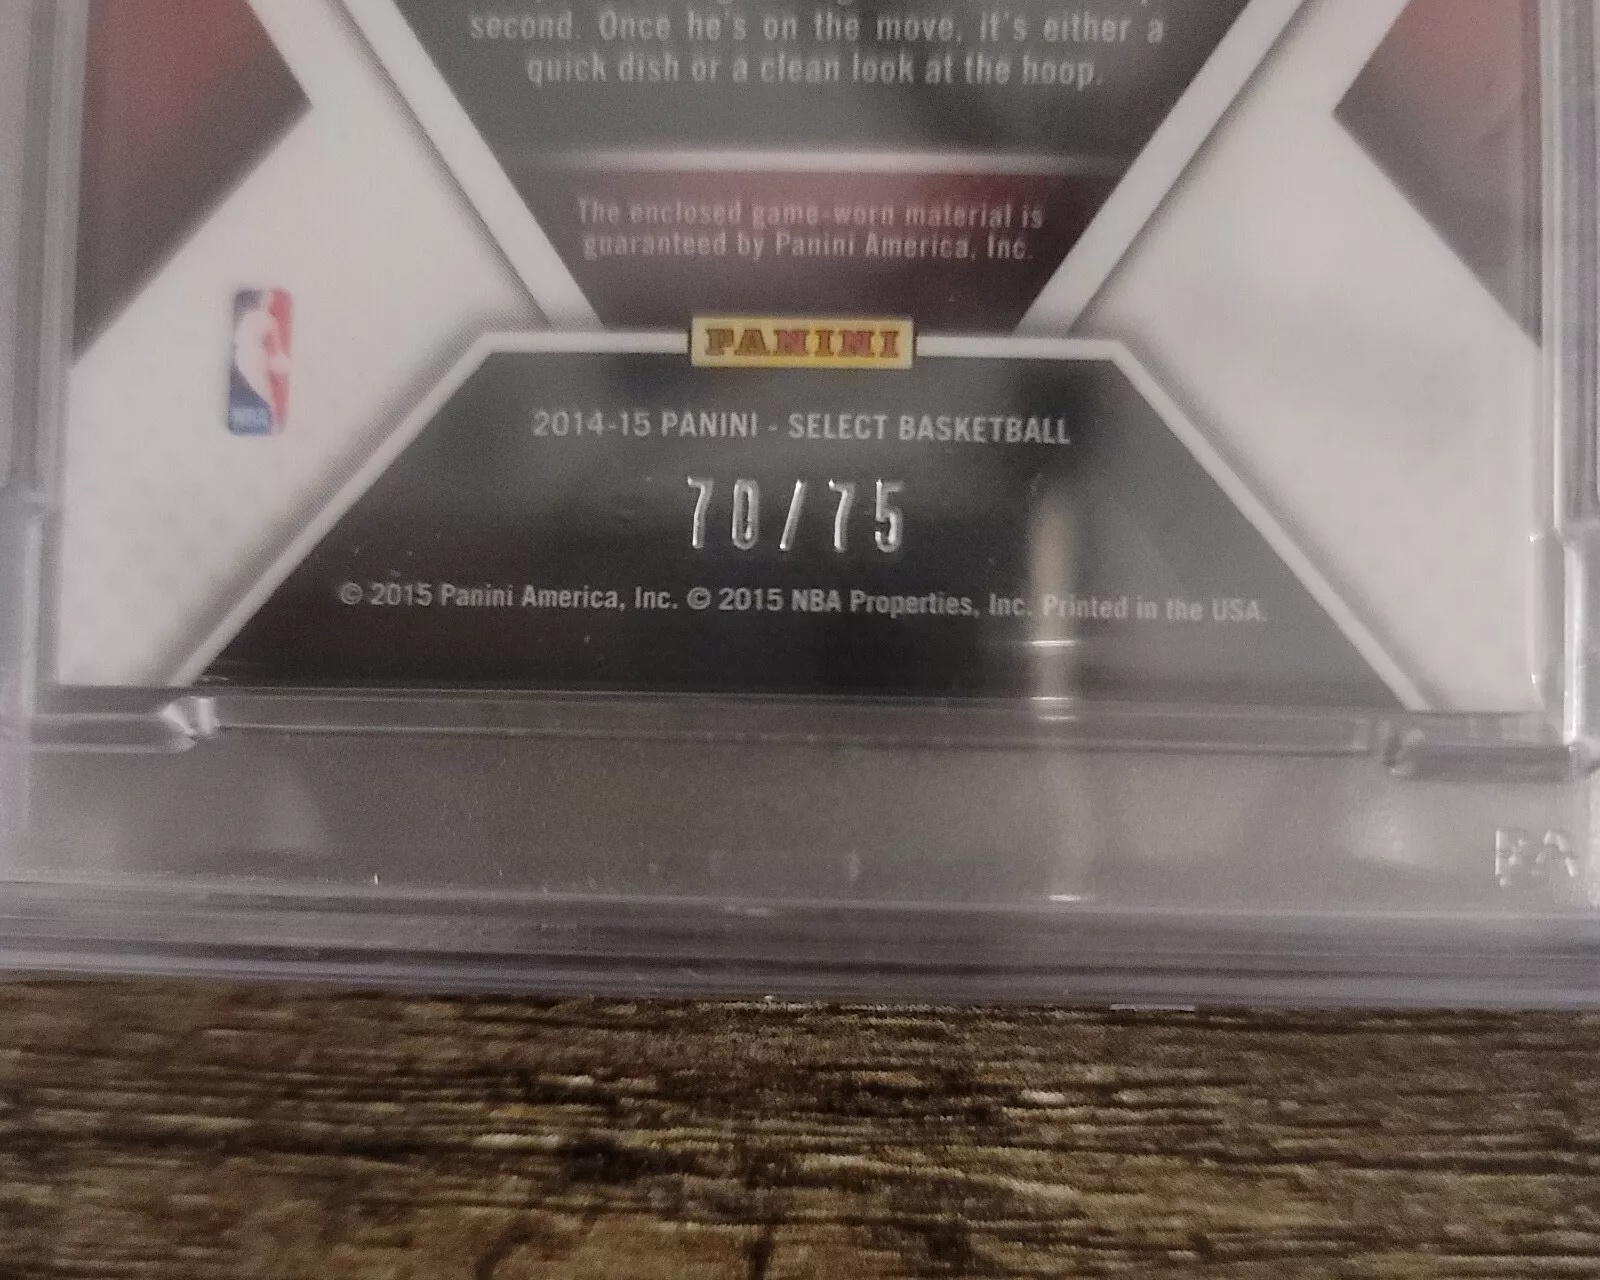 second. Once he's on the move, it's either a
quick dish or a clean look at the hoop.
The enclosed game-worn material is
guaranteed by Panini America, Inc.
NBA
PANINI
2014-15 PANINI - SELECT BASKETBALL
70/75
© 2015 Panini America, Inc. © 2015 NBA Properties, Inc. Printed in the USA.